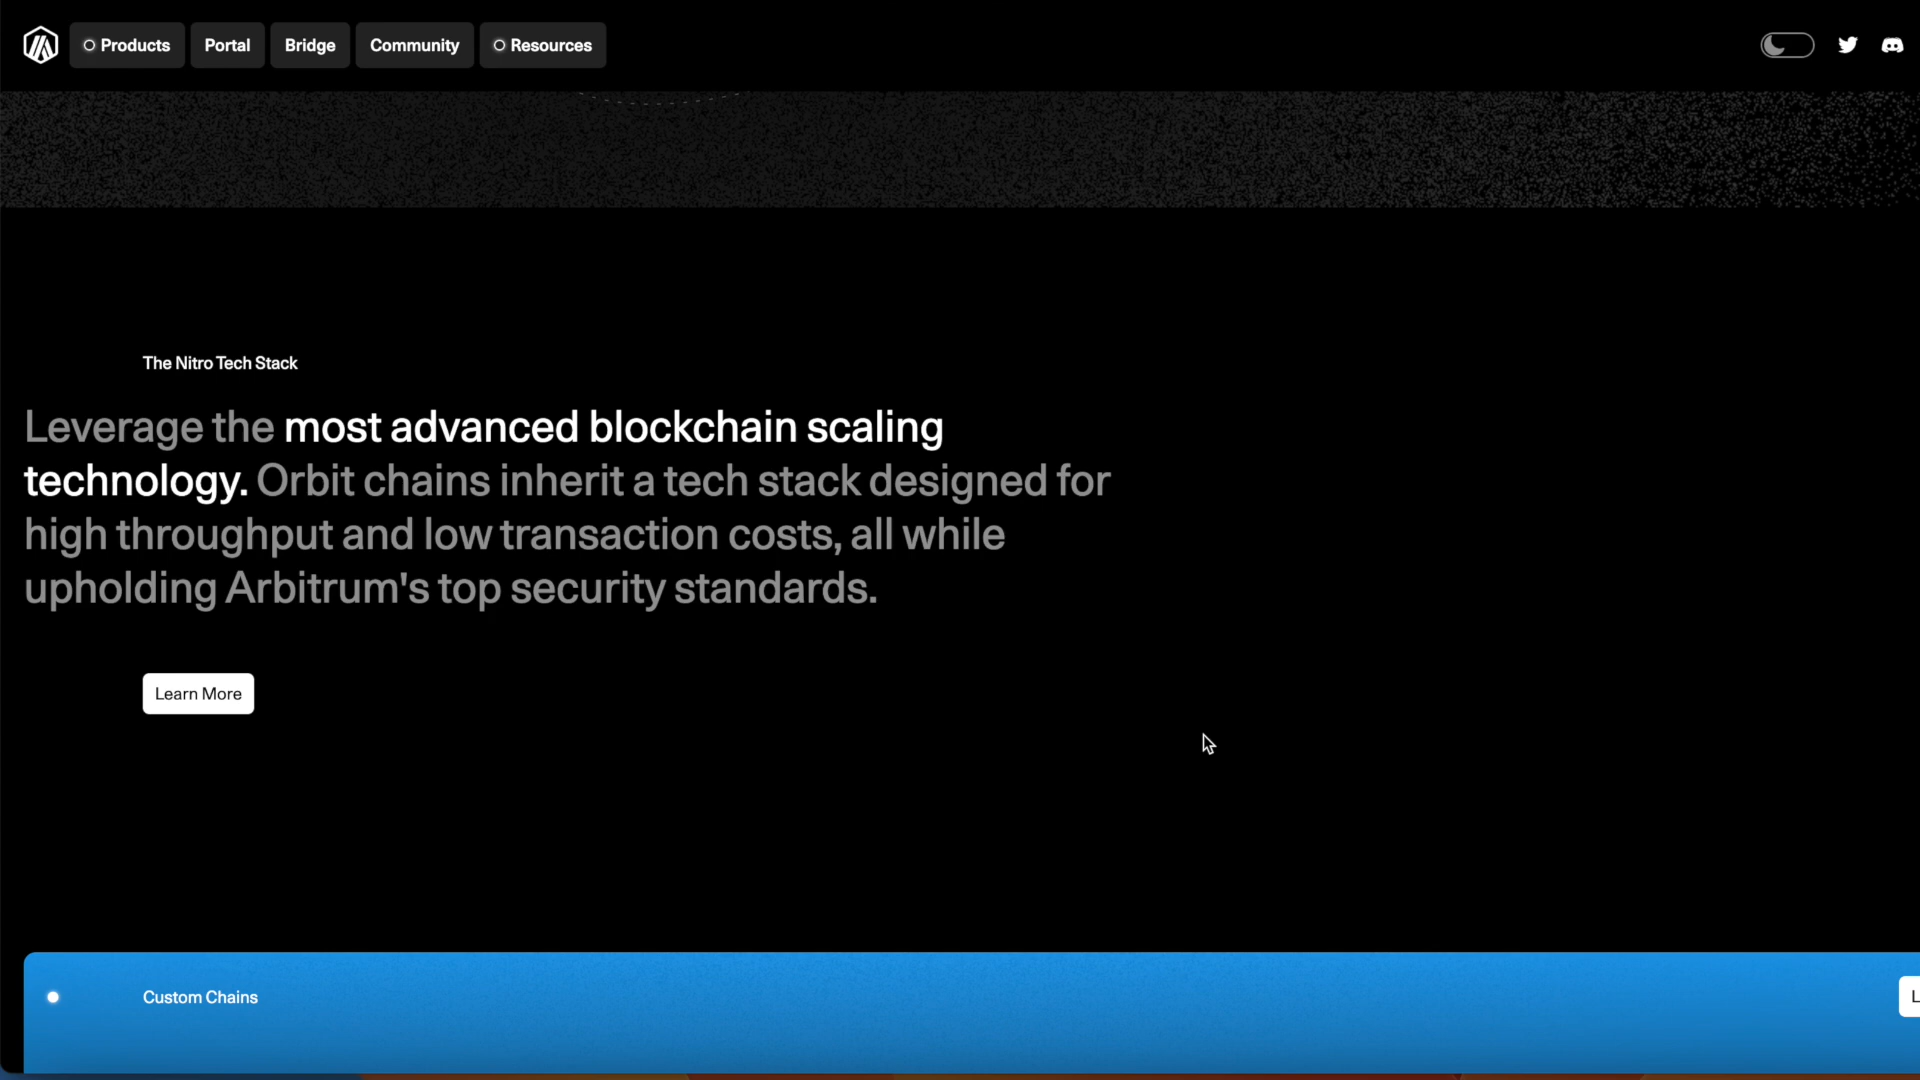 Products
Portal
Bridge
Community
Resources
The Nitro Tech Stack
Leverage the most advanced blockchain scaling
technology. Orbit chains inherit a tech stack designed for
high throughput and low transaction costs, all while
upholding Arbitrum's top security standards.
Learn More
Custom Chains